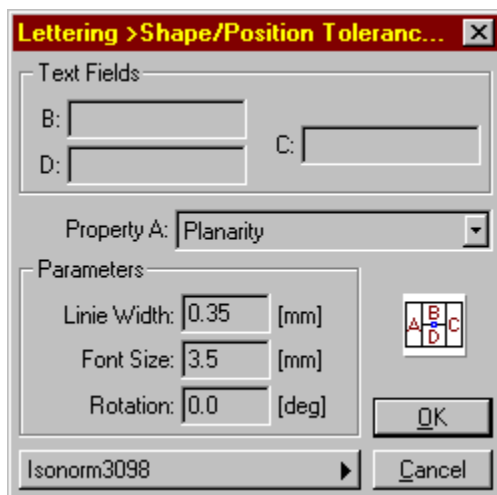 Lettering >Shape/Position Toleranc...
Text Fields
B:
C:
D:
Property A: Planarity
Parameters
Linie Width: 0.35 [mm]
Font Size: 3.5 [mm]
Rotation: 0.0 [deg]
A B C
D
OK
Isonorm3098
Cancel